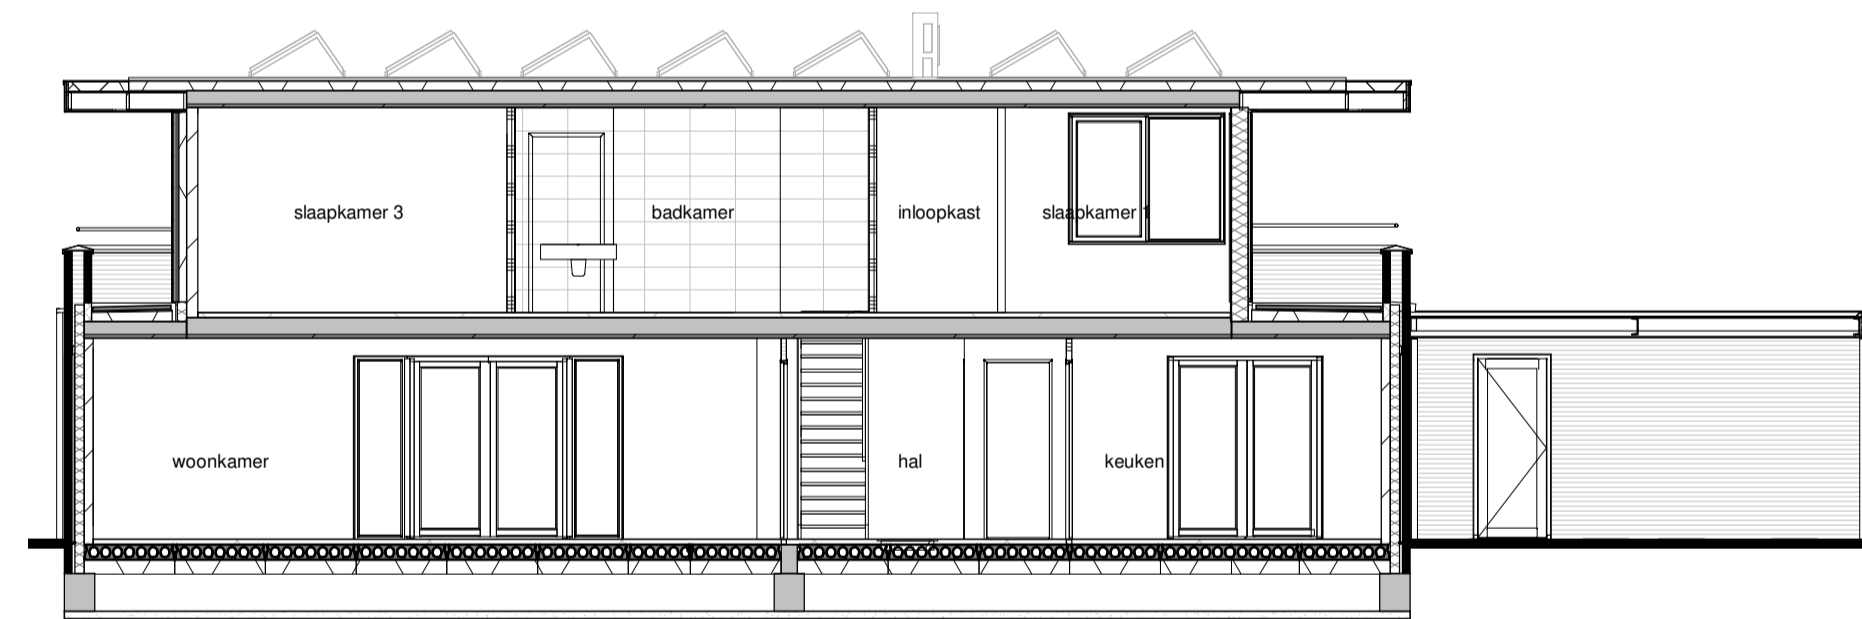 slaapkamer 3
badkamer
inloopkast
slaapkamer 1
woonkamer
hal
keuken